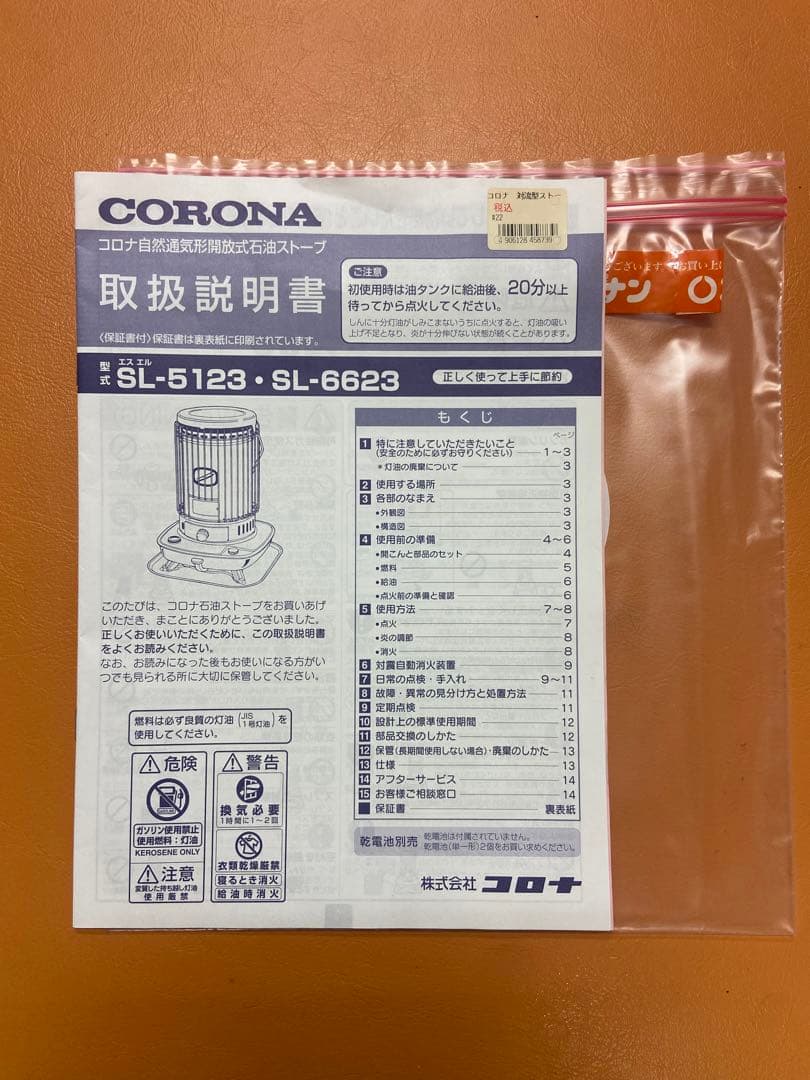 CORONA
コロナ自然通気形開放式石油ストーブ
取扱説明書
〈保証書付〉保証書は裏表紙に印刷されています。
コロナ 対流型ストー
税込
#22
4906128 458739
ご注意
初使用時は油タンクに給油後、20分以上
待ってから点火してください。
しんに十分灯油がしみこまないうちに点火すると、灯油の吸い
上げ不足となり、炎が十分伸びない状態が続くことがあります。
型式
エス エル
SL-5123・SL-6623
正しく使って上手に節約
このたびは、コロナ石油ストーブをお買いあげ
いただき、まことにありがとうございました。
正しくお使いいただくために、この取扱説明書
をよくお読みください。
なお、お読みになった後もお使いになる方がい
つでも見られる所に大切に保管してください。
燃料は必ず良質の灯油(JIS 1号灯油)を
使用してください。
危険
ガソリン使用禁止
使用燃料:灯油
KEROSENE ONLY
注意
変質した持ち越し灯油
使用厳禁
警告
換気必要
1時間に1〜2回
衣類乾燥厳禁
寝るとき消火
給油時消火
もくじ
ページ
1 特に注意していただきたいこと
(安全のために必ずお守りください) 1〜3
*灯油の廃棄について 3
2 使用する場所 3
3 各部のなまえ 3
•外観図 3
•構造図 3
4 使用前の準備 4〜6
•開こんと部品のセット 4
•燃料 5
•給油 6
•点火前の準備と確認 6
5 使用方法 7〜8
•点火 7
•炎の調節 8
•消火 8
6 対震自動消火装置 9
7 日常の点検・手入れ 9〜11
8 故障・異常の見分け方と処置方法 11
9 定期点検 11
10 設計上の標準使用期間 12
11 部品交換のしかた 12
12 保管(長期間使用しない場合)・廃棄のしかた 13
13 仕様 13
14 アフターサービス 14
15 お客様ご相談窓口 14
■ 保証書 裏表紙
乾電池別売
乾電池は付属されていません。
乾電池(単一形)2個をお買い求めください。
株式会社 コロナ
ございます。
お買い上げ
サン